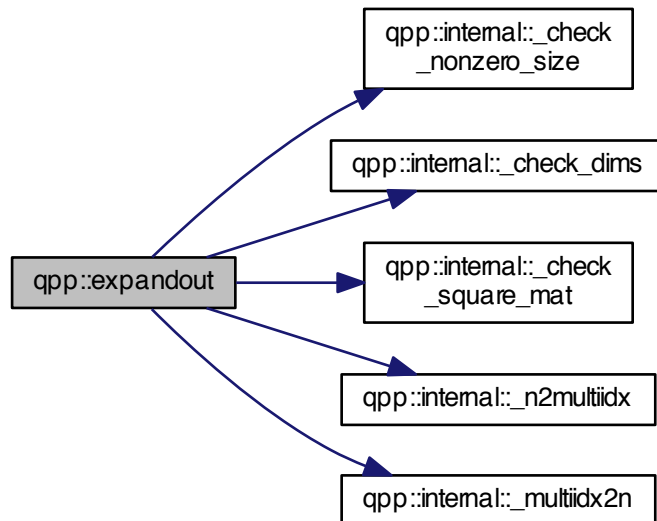 qpp::internal::_check
_nonzero_size
qpp::internal::_check_dims
qpp::expandout
qpp::internal::_check
_square_mat
qpp::internal::_n2multiidx
qpp::internal::_multiidx2n